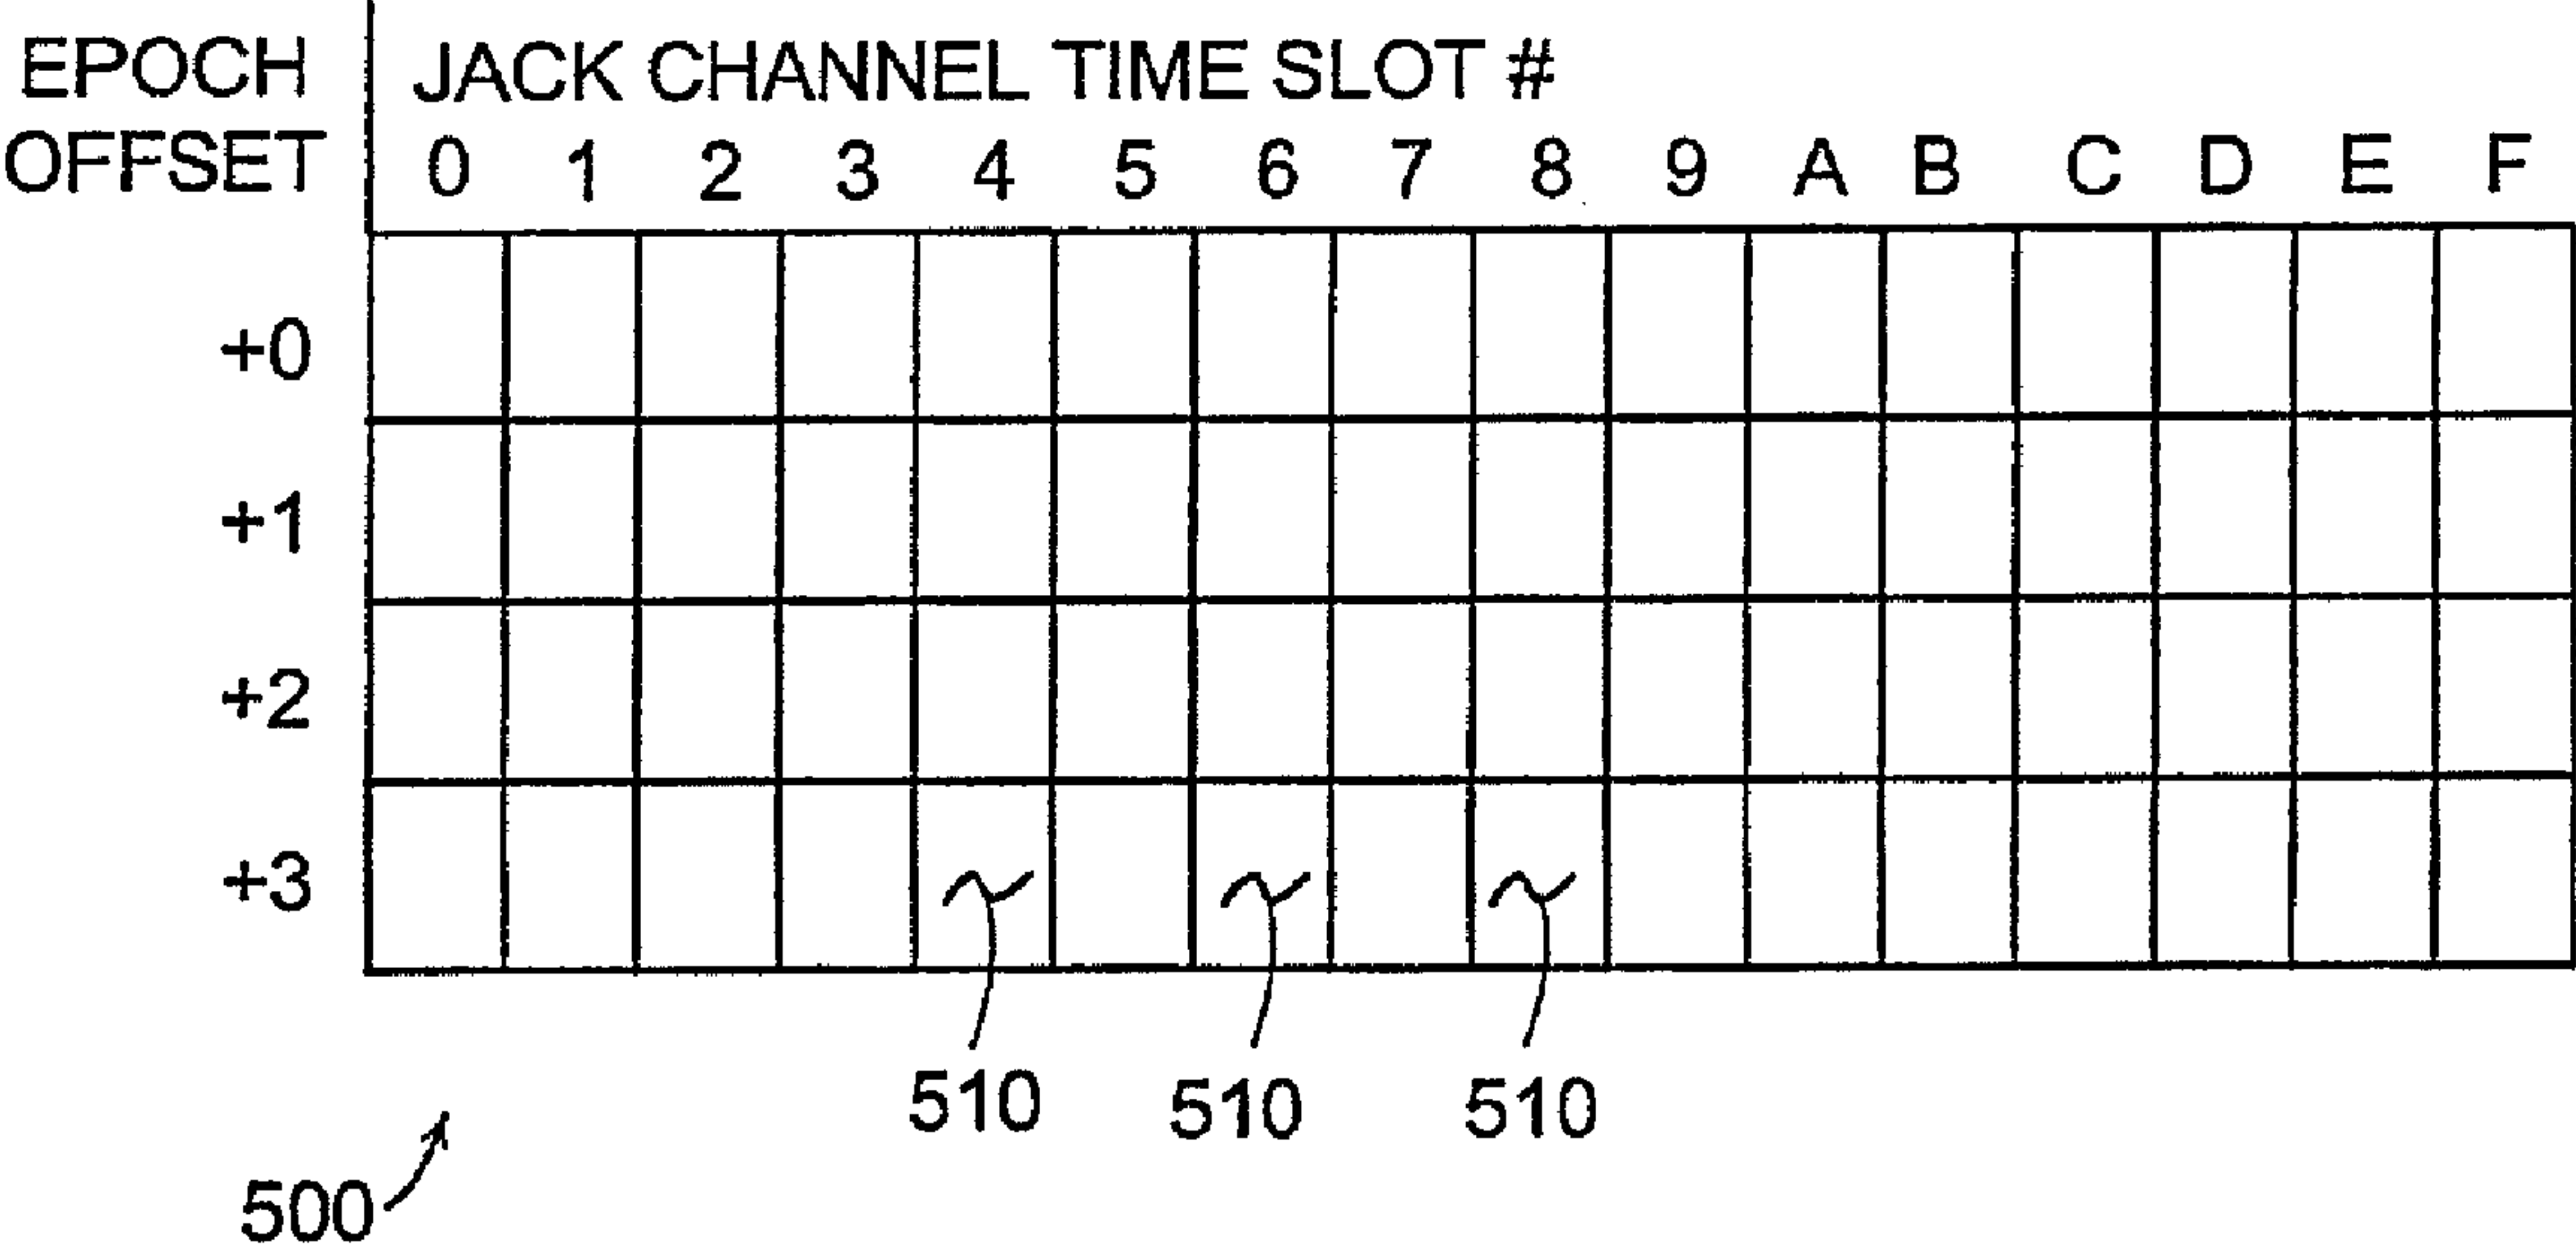 EPOCH OFFSET
JACK CHANNEL TIME SLOT #
0 1 2 3 4 5 6 7 8 9 A B C D E F
+0
+1
+2
+3
510 510 510
500